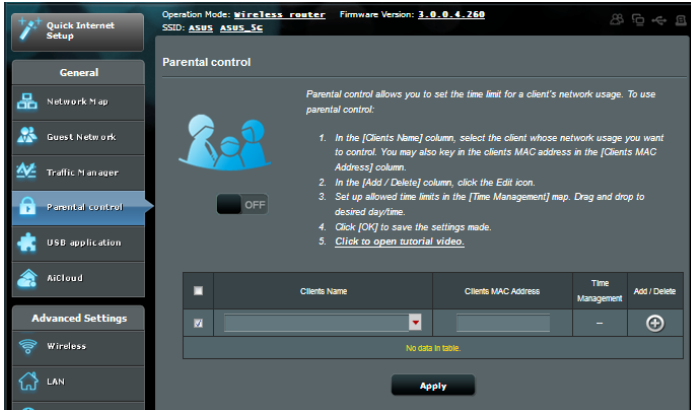 Quick Internet
Setup
Operation Mode: Wireless router Firmware Version: 3.0.0.4.260
SSID: ASUS ASUS_5G
General
Network Map
Guest Network
Traffic Manager
Parental control
USB application
AiCloud
Advanced Settings
Wireless
LAN
Parental control
Parental control allows you to set the time limit for a client's network usage. To use
parental control:
1. In the [Clients Name] column, select the client whose network usage you want
to control. You may also key in the clients MAC address in the [Clients MAC
Address] column.
2. In the [Add / Delete] column, click the Edit icon.
3. Set up allowed time limits in the [Time Management] map. Drag and drop to
desired day/time.
4. Click [OK] to save the settings made.
5. Click to open tutorial video.
OFF
Clients Name Clients MAC Address Time Management Add / Delete
–
No data in table.
Apply